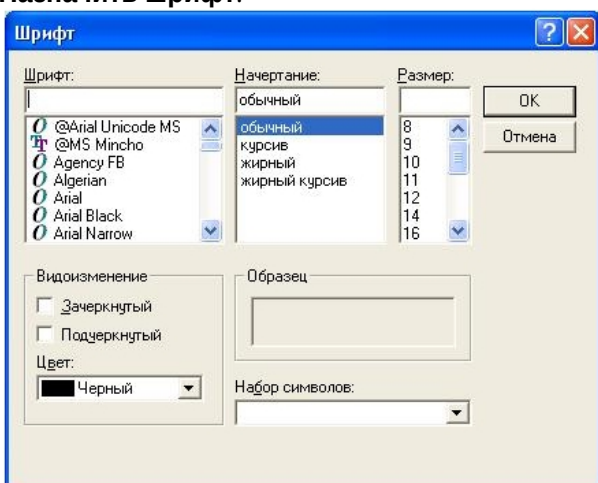 Назначить шрифт.
Шрифт
Шрифт: Начертание: Размер:
обычный
OK
Отмена
@Arial Unicode MS
@MS Mincho
Agency FB
Algerian
Arial
Arial Black
Arial Narrow
обычный
курсив
жирный
жирный курсив
8
9
10
11
12
14
16
Видоизменение
Зачеркнутый
Подчеркнутый
Цвет:
Черный
Образец
Набор символов: